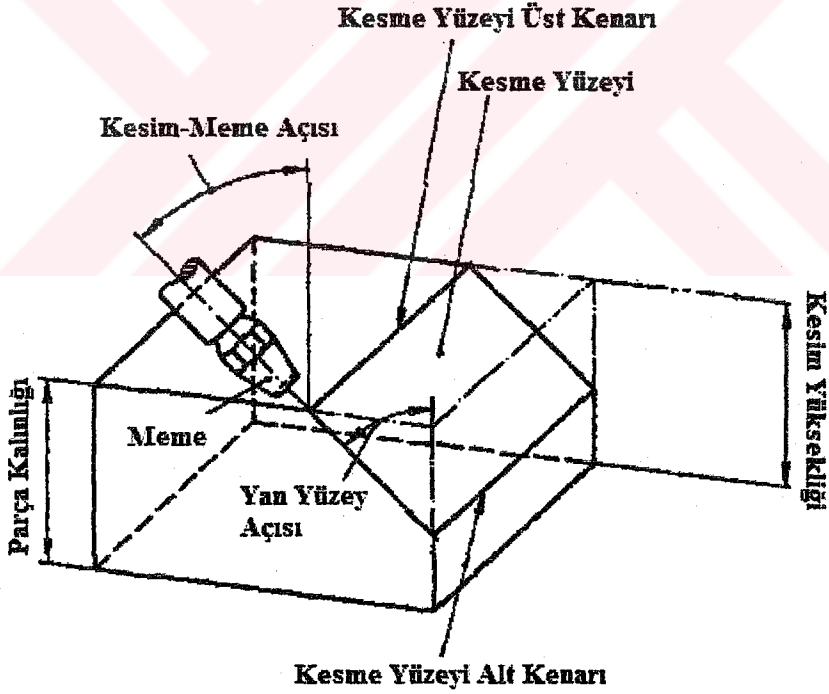 Kesme Yüzeyi Üst Kenarı
Kesme Yüzeyi
Kesim-Meme Açısı
Meme
Yan Yüzey
Açısı
Parça Kalınlığı
Kesim Yüksekliği
Kesme Yüzeyi Alt Kenarı